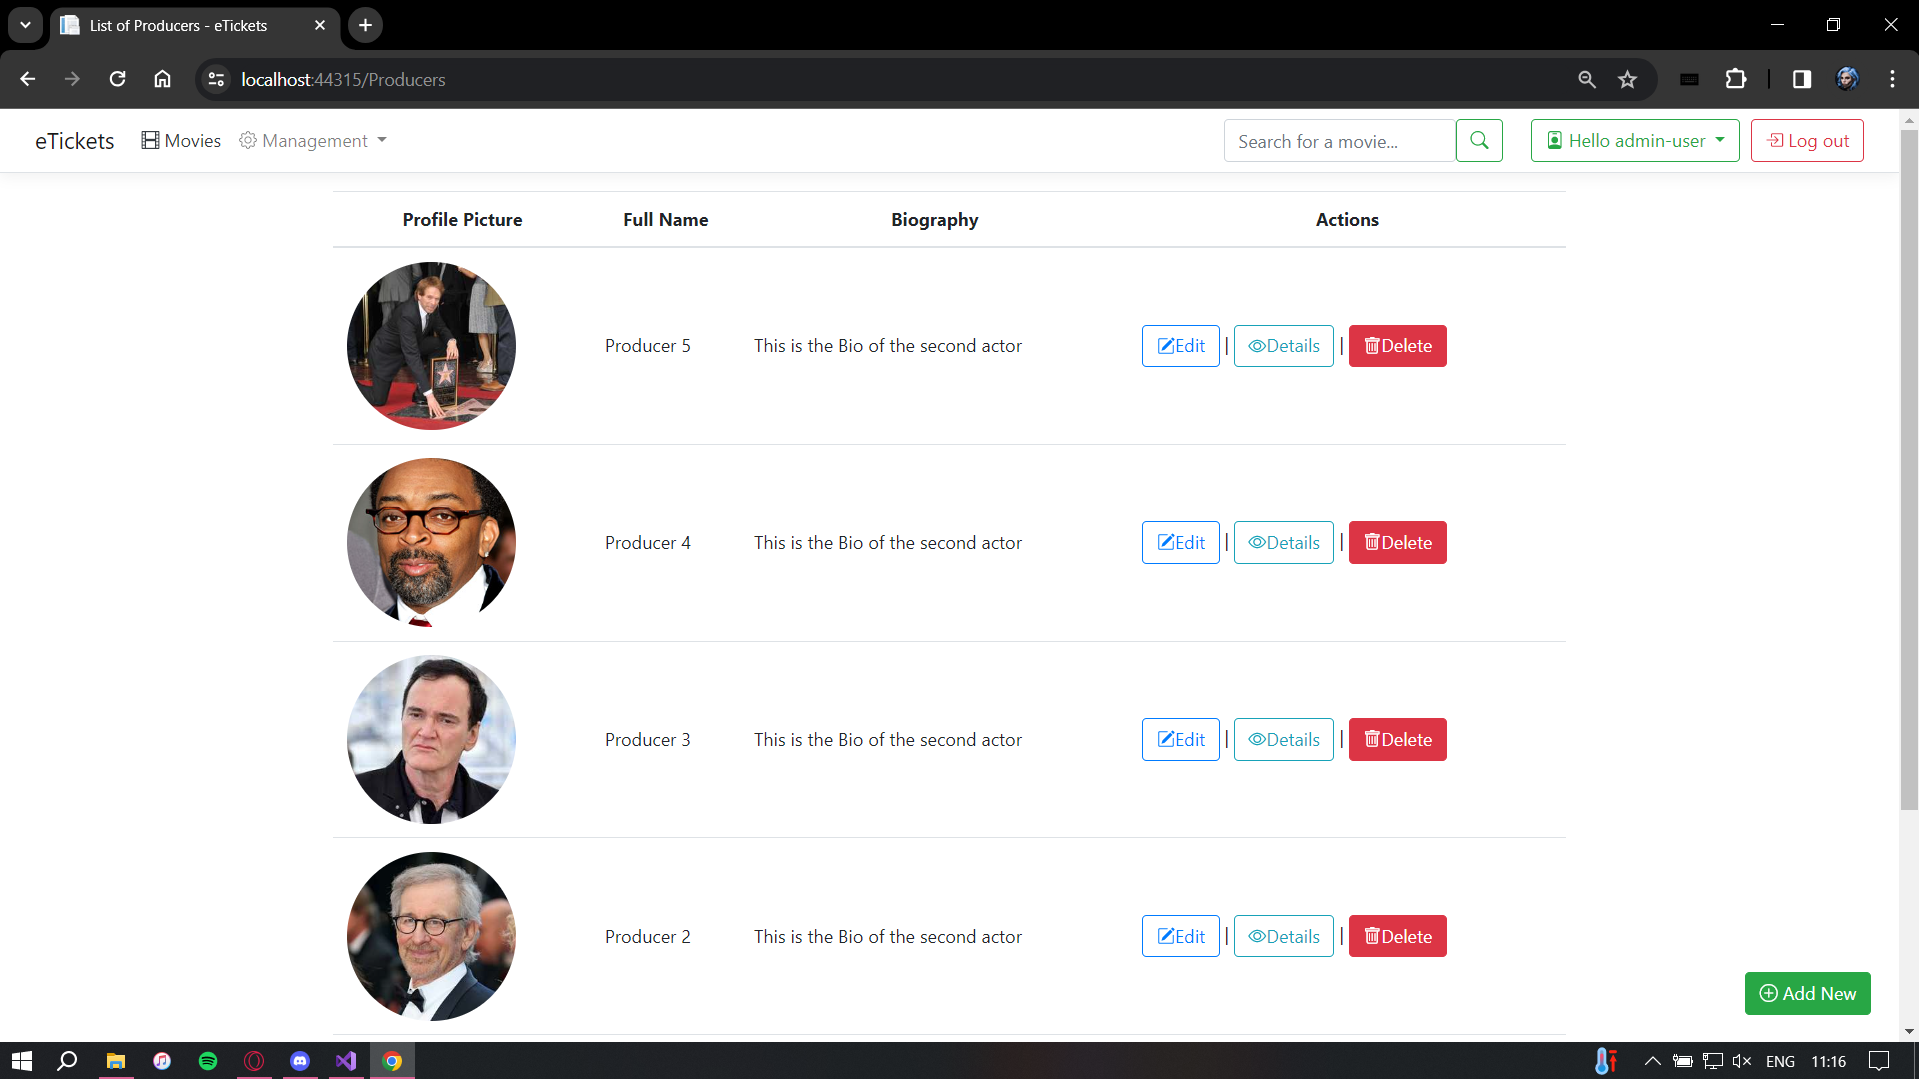 List of Producers - eTickets
localhost:44315/Producers
eTickets Movies Management Search for a movie... Hello admin-user Log out
Profile Picture Full Name Biography Actions
Producer 5 This is the Bio of the second actor Edit | Details | Delete
Producer 4 This is the Bio of the second actor Edit | Details | Delete
Producer 3 This is the Bio of the second actor Edit | Details | Delete
Producer 2 This is the Bio of the second actor Edit | Details | Delete
Add New
ENG 11:16